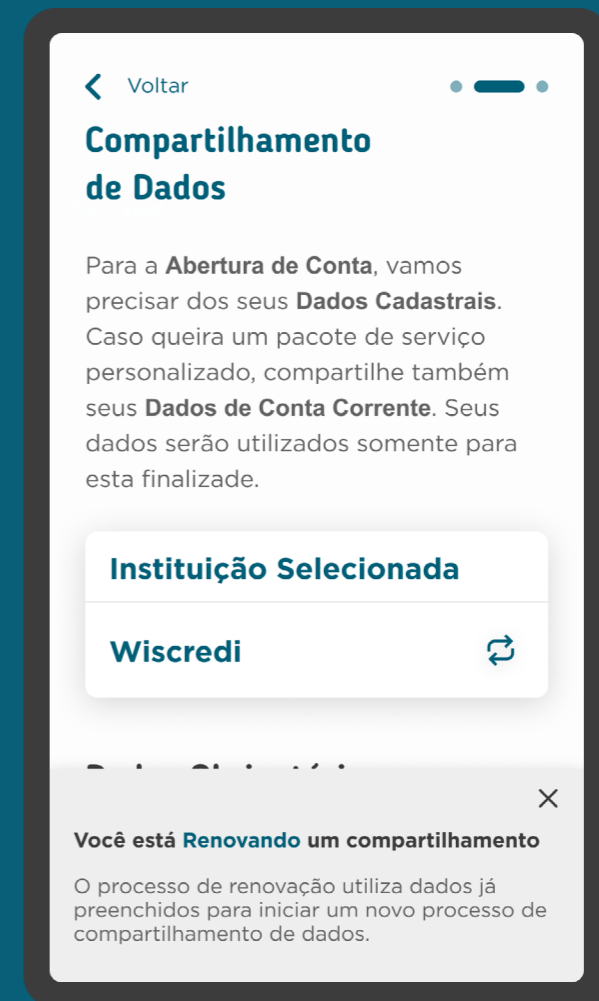 Voltar
Compartilhamento
de Dados
Para a Abertura de Conta, vamos
precisar dos seus Dados Cadastrais.
Caso queira um pacote de serviço
personalizado, compartilhe também
seus Dados de Conta Corrente. Seus
dados serão utilizados somente para
esta finalizade.
Instituição Selecionada
Wiscredi
Você está Renovando um compartilhamento
O processo de renovação utiliza dados já
preenchidos para iniciar um novo processo de
compartilhamento de dados.